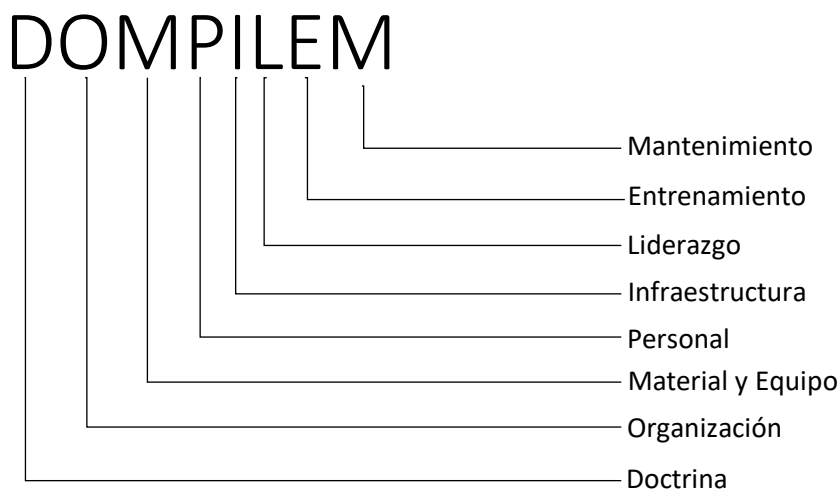 DOMPILEM
Mantenimiento
Entrenamiento
Liderazgo
Infraestructura
Personal
Material y Equipo
Organización
Doctrina